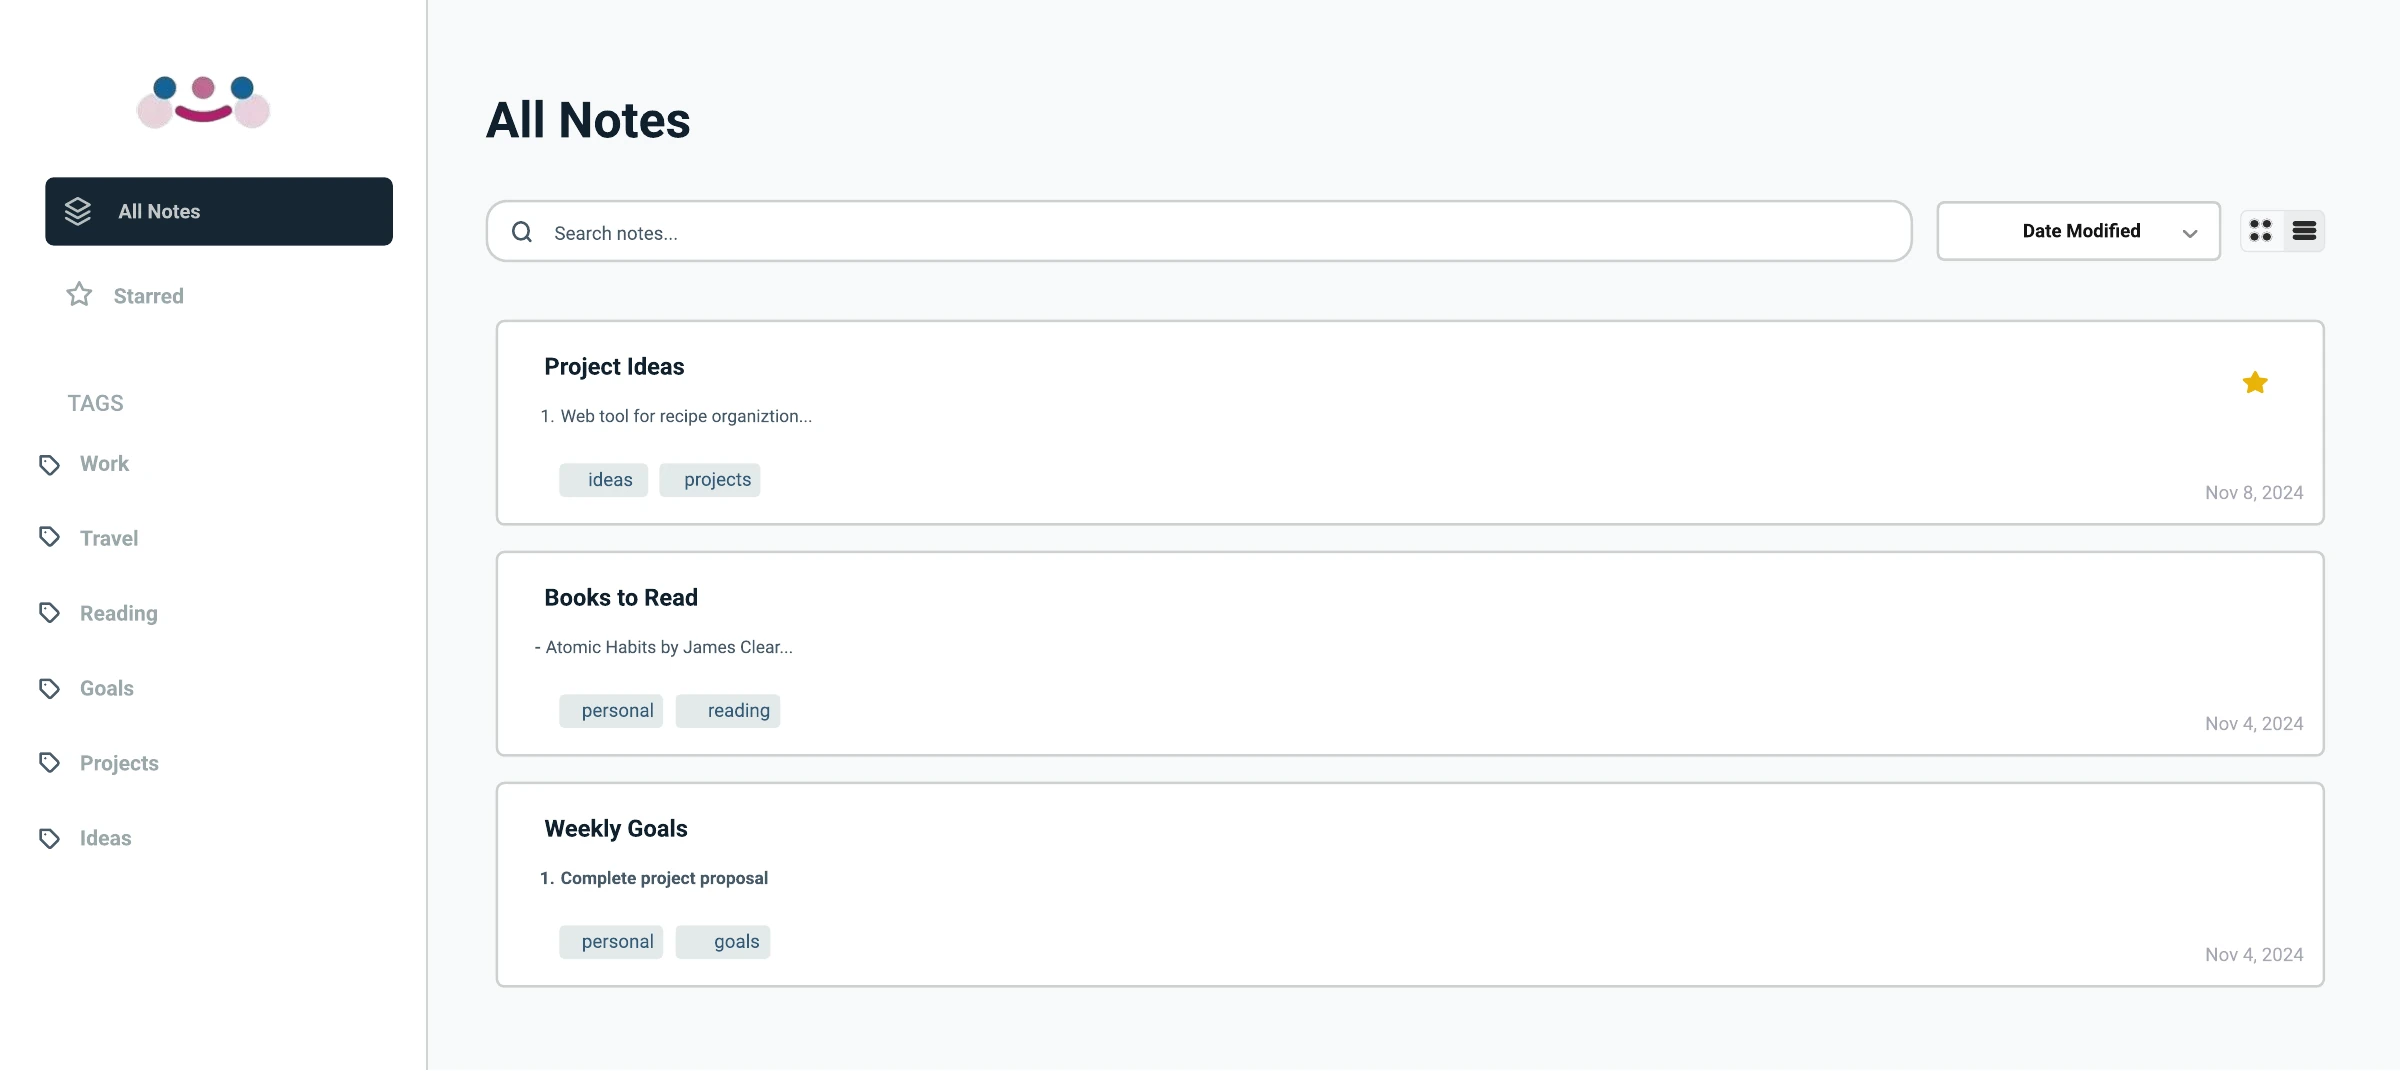 All Notes
Starred
TAGS
Work
Travel
Reading
Goals
Projects
Ideas
All Notes
Search notes...
Date Modified
Project Ideas
1. Web tool for recipe organiztion...
ideas projects
Nov 8, 2024
Books to Read
- Atomic Habits by James Clear...
personal reading
Nov 4, 2024
Weekly Goals
1. Complete project proposal
personal goals
Nov 4, 2024